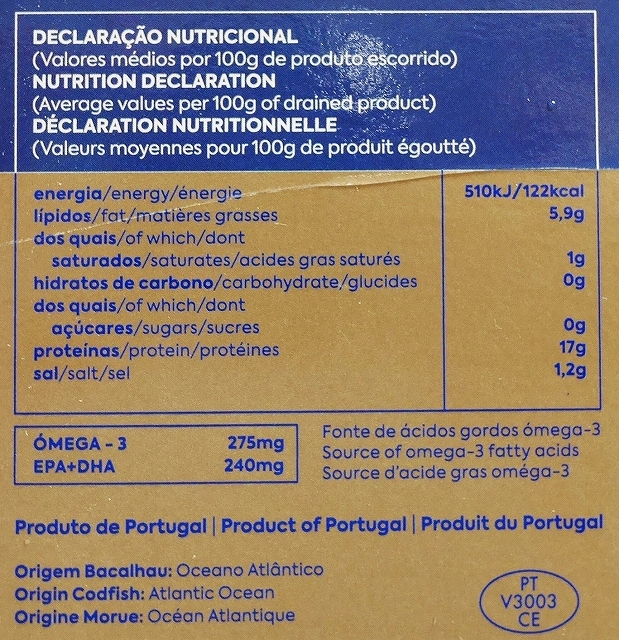 DECLARAÇÃO NUTRICIONAL
(Valores médios por 100g de produto escorrido)
NUTRITION DECLARATION
(Average values per 100g of drained product)
DÉCLARATION NUTRITIONNELLE
(Valeurs moyennes pour 100g de produit égoutté)
energia/energy/énergie 510kJ/122kcal
lípidos/fat/matières grasses 5,9g
dos quais/of which/dont
saturados/saturates/acides gras saturés 1g
hidratos de carbono/carbohydrate/glucides 0g
dos quais/of which/dont
açúcares/sugars/sucres 0g
proteínas/protein/protéines 17g
sal/salt/sel 1,2g
ÓMEGA - 3 275mg
EPA+DHA 240mg
Fonte de ácidos gordos ómega-3
Source of omega-3 fatty acids
Source d'acide gras oméga-3
Produto de Portugal | Product of Portugal | Produit du Portugal
Origem Bacalhau: Oceano Atlântico
Origin Codfish: Atlantic Ocean
Origine Morue: Océan Atlantique
PT
V3003
CE